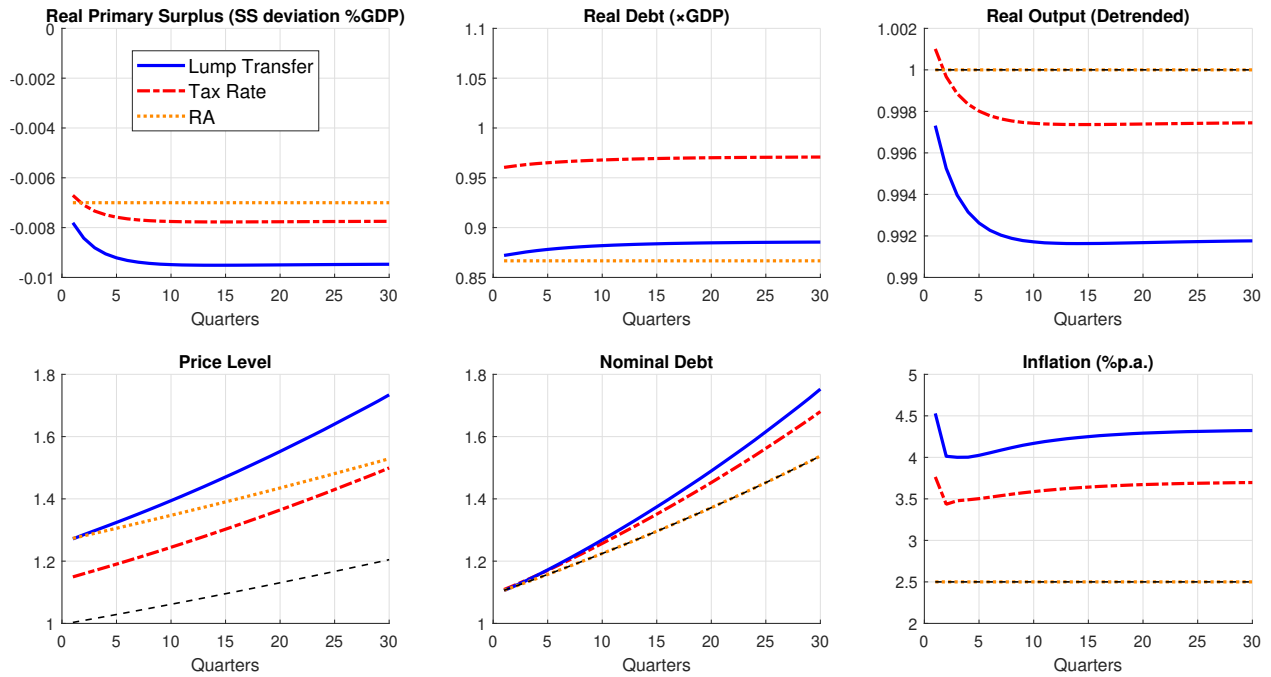 Real Primary Surplus (SS deviation %GDP)
0
-0.002
-0.004
-0.006
-0.008
-0.01
0 5 10 15 20 25 30
Quarters
Lump Transfer
Tax Rate
RA
Real Debt (×GDP)
1.1
1.05
1
0.95
0.9
0.85
0 5 10 15 20 25 30
Quarters
Real Output (Detrended)
1.002
1
0.998
0.996
0.994
0.992
0.99
0 5 10 15 20 25 30
Quarters
Price Level
1.8
1.6
1.4
1.2
1
0 5 10 15 20 25 30
Quarters
Nominal Debt
1.8
1.6
1.4
1.2
1
0 5 10 15 20 25 30
Quarters
Inflation (%p.a.)
5
4.5
4
3.5
3
2.5
2
0 5 10 15 20 25 30
Quarters